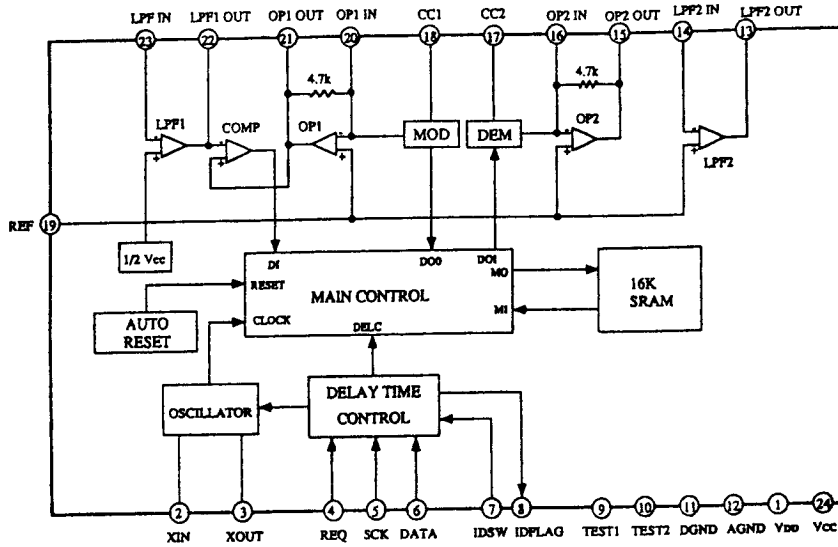 LPF IN LPF1 OUT OP1 OUT OP1 IN CC1 CC2 OP2 IN OP2 OUT LPF2 IN LPF2 OUT
23 22 21 20 18 17 16 15 14 13
4.7k 4.7k
LPF1 COMP OP1 MOD DEM OP2 LPF2
REF 19
1/2 Vcc
DI DO0 DOI
RESET MO
MAIN CONTROL
CLOCK MI
DELC
16K
SRAM
AUTO
RESET
OSCILLATOR
DELAY TIME
CONTROL
2 3 4 5 6 7 8 9 10 11 12 1 24
XIN XOUT REQ SCK DATA IDSW IDFLAG TEST1 TEST2 DGND AGND VDD Vcc